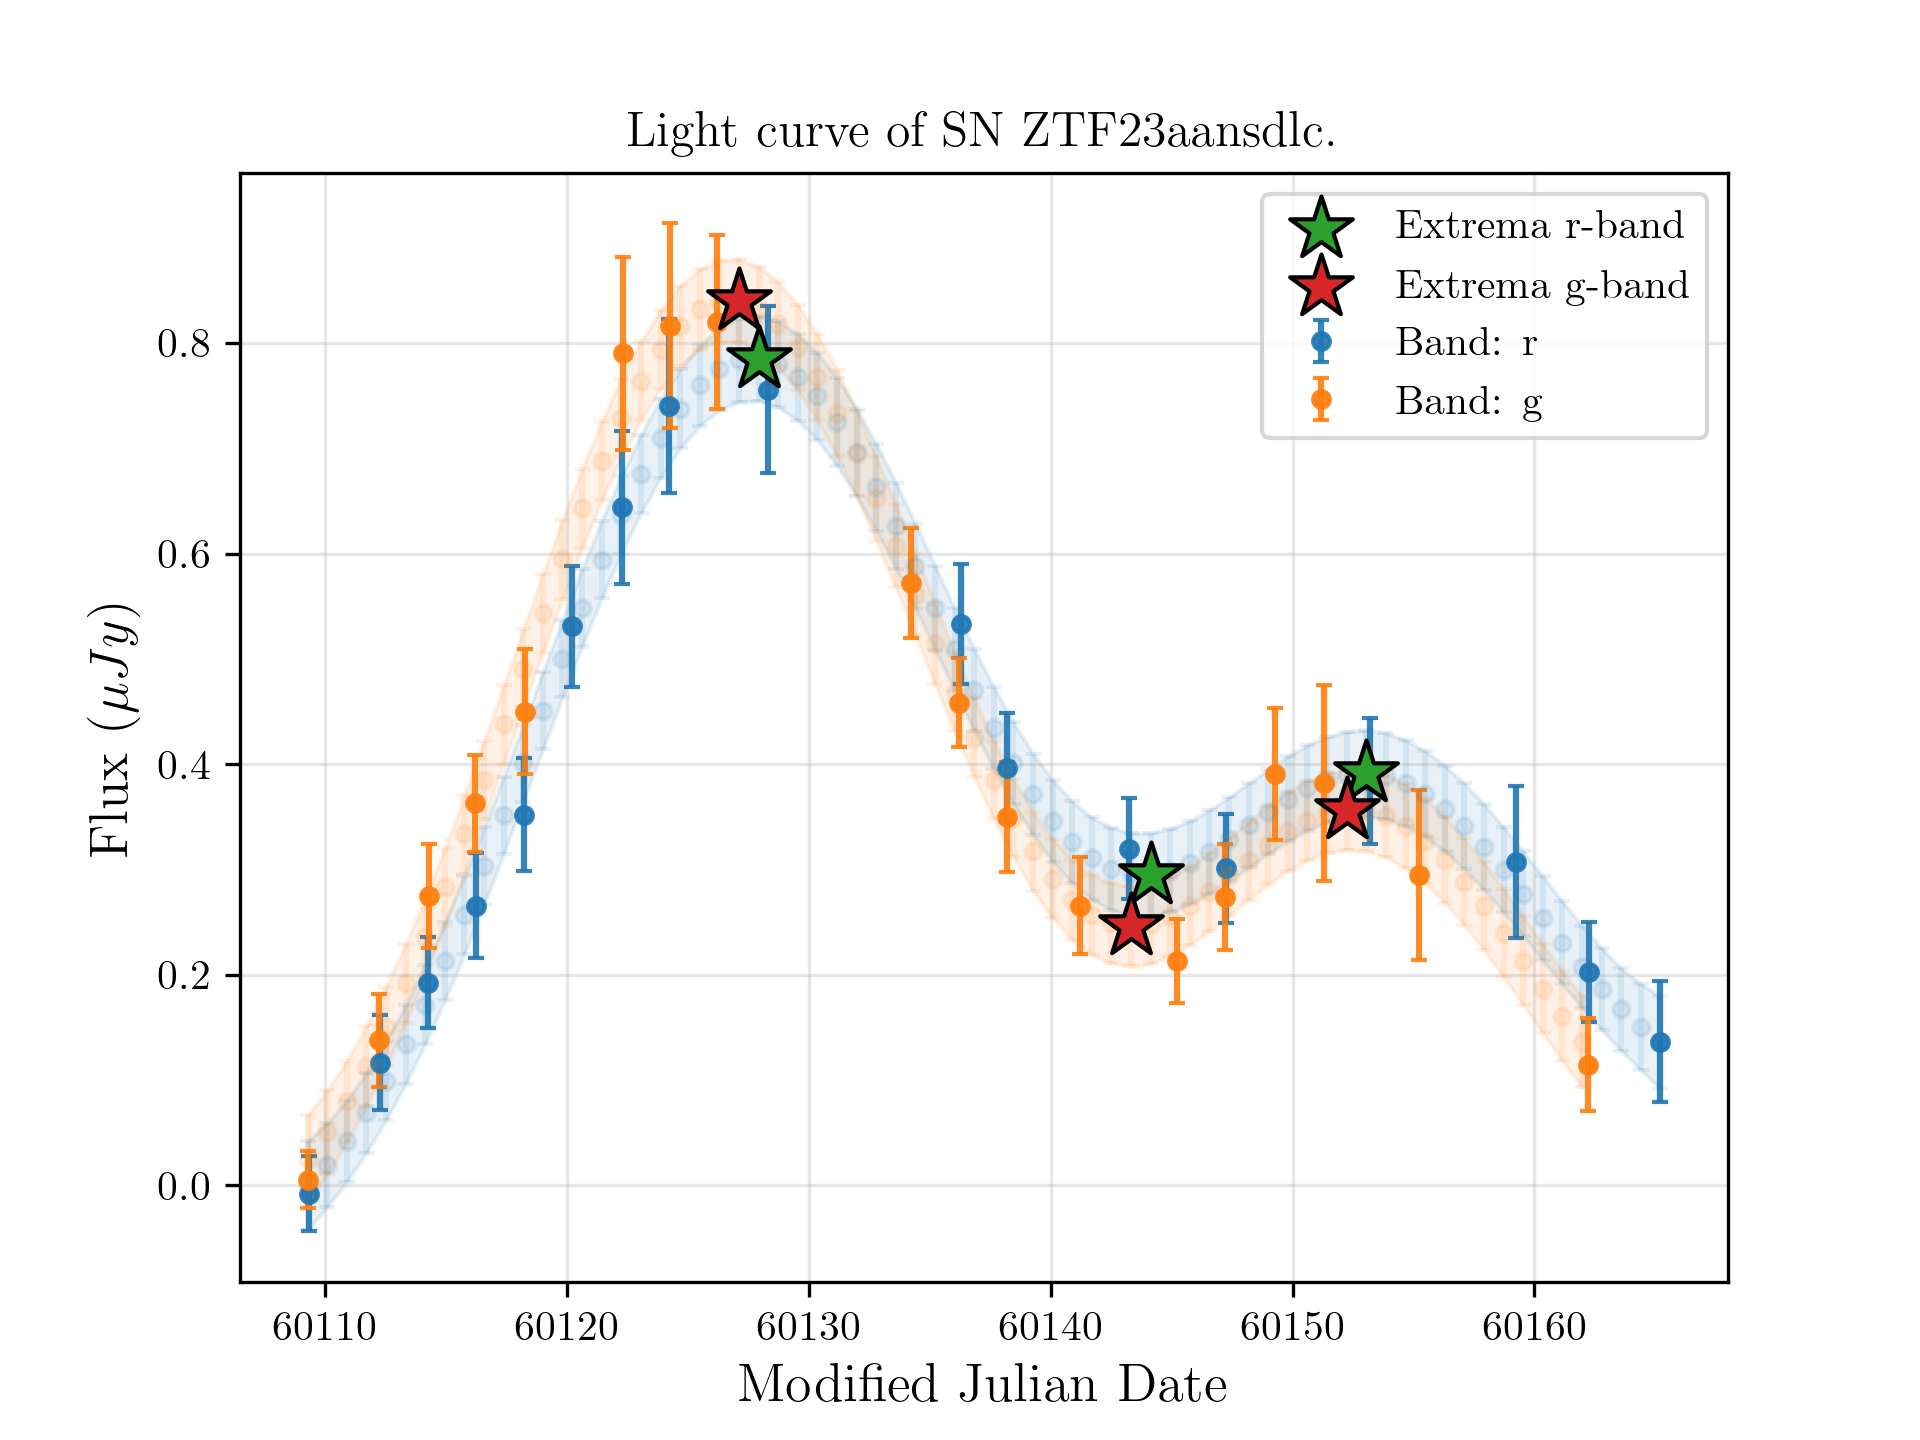 Light curve of SN ZTF23aansdlc.
Extrema r-band
Extrema g-band
Band: r
Band: g
Flux (μJy)
0.8
0.6
0.4
0.2
0.0
60110 60120 60130 60140 60150 60160
Modified Julian Date